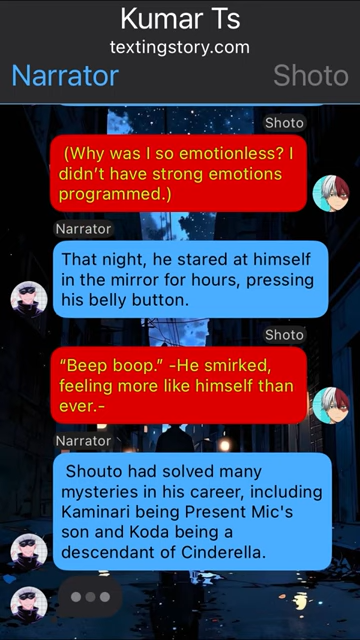 Kumar Ts
textingstory.com
Narrator Shoto
Shoto
(Why was I so emotionless? I
didn’t have strong emotions
programmed.)
Narrator
That night, he stared at himself
in the mirror for hours, pressing
his belly button.
Shoto
“Beep boop.” -He smirked,
feeling more like himself than
ever.-
Narrator
Shouto had solved many
mysteries in his career, including
Kaminari being Present Mic's
son and Koda being a
descendant of Cinderella.